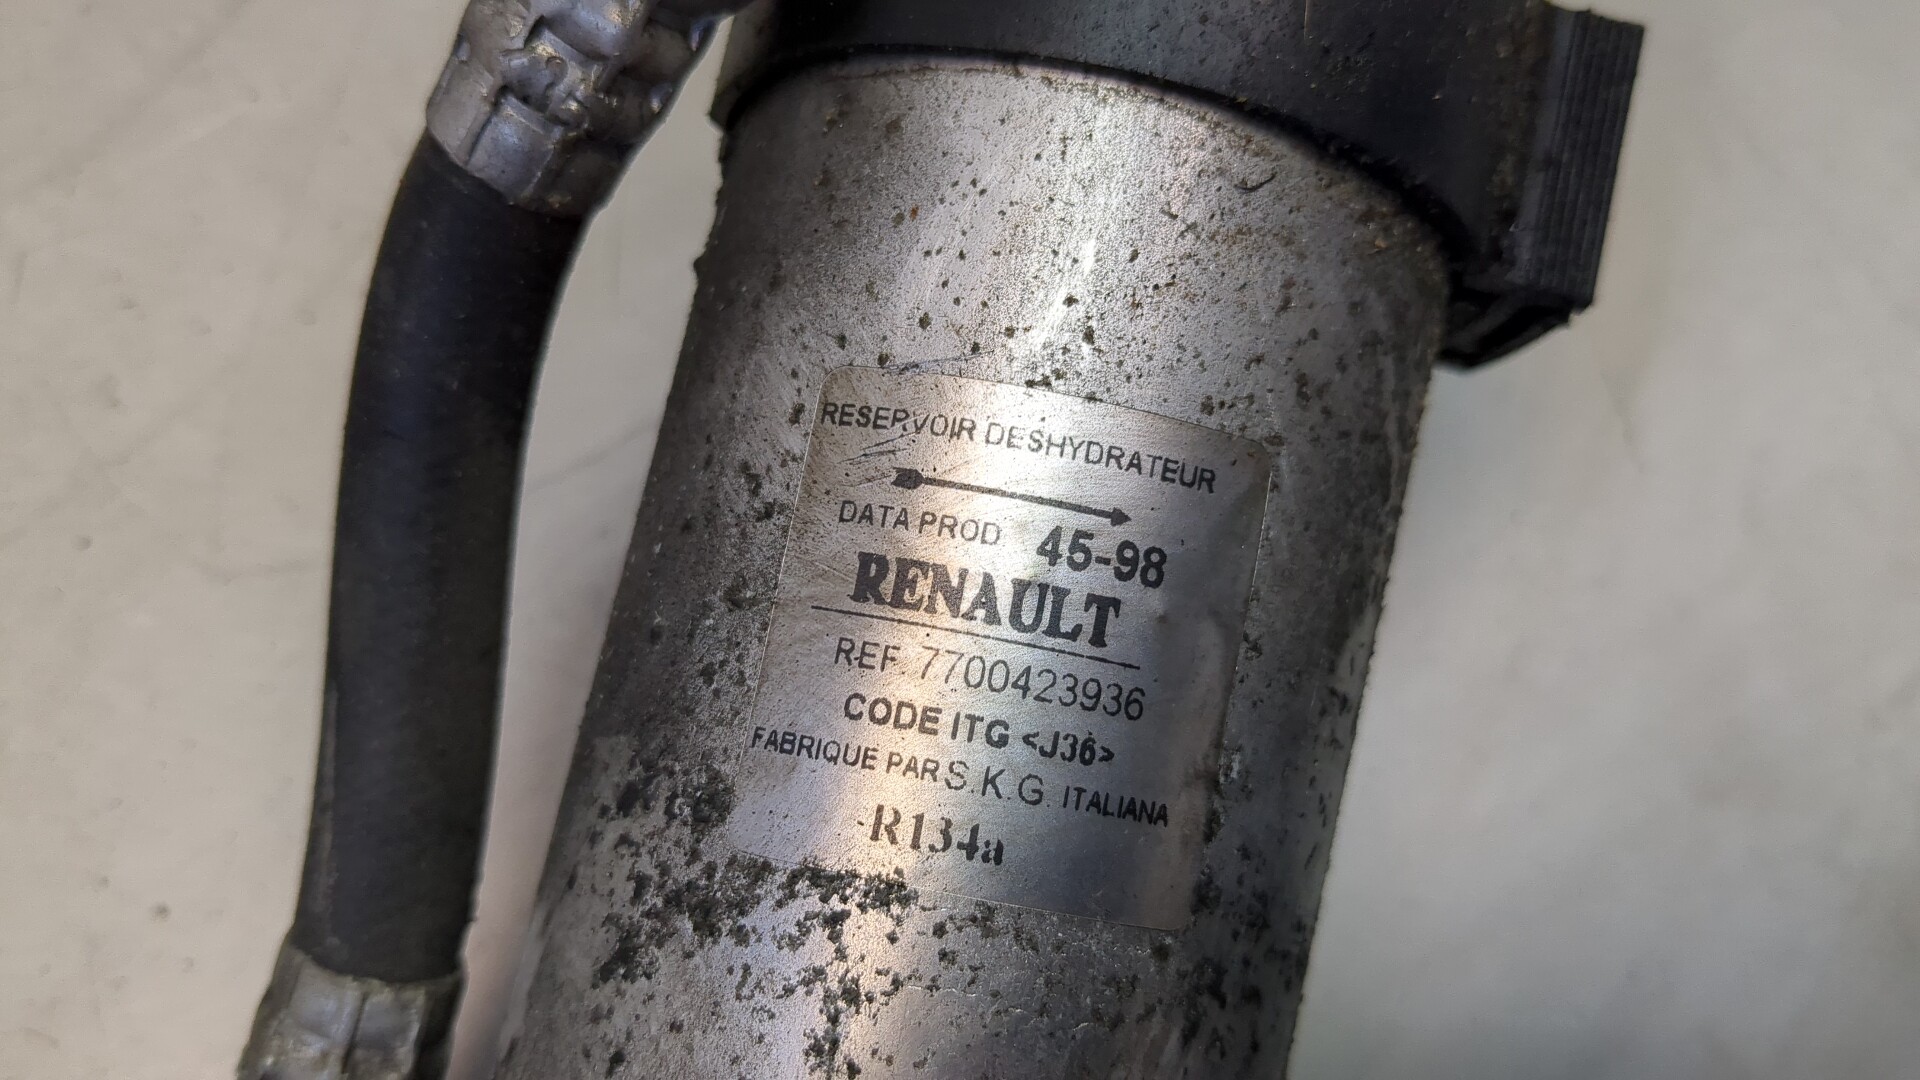 RESERVOIR DESHYDRATEUR
DATA PROD 45-98
RENAULT
REF. 7700423936
CODE ITG <J36>
FABRIQUE PAR S.K.G. ITALIANA
R134a